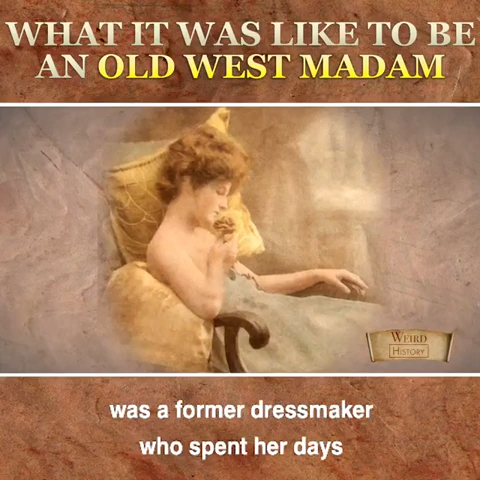 WHAT IT WAS LIKE TO BE
AN OLD WEST MADAM
WEIRD
HISTORY
was a former dressmaker
who spent her days